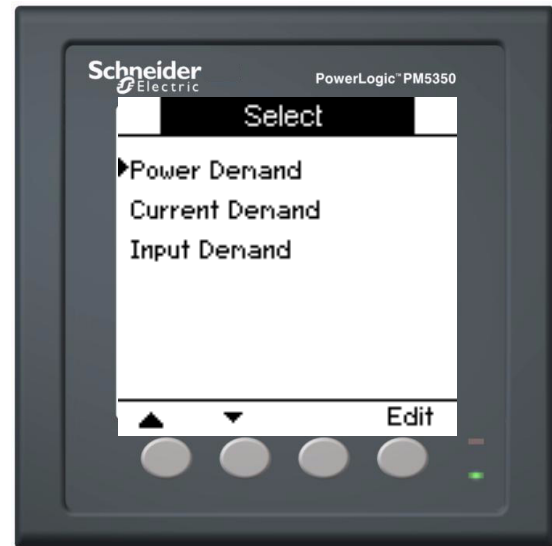 Schneider
Electric
PowerLogic™ PM5350
Select
Power Demand
Current Demand
Input Demand
Edit